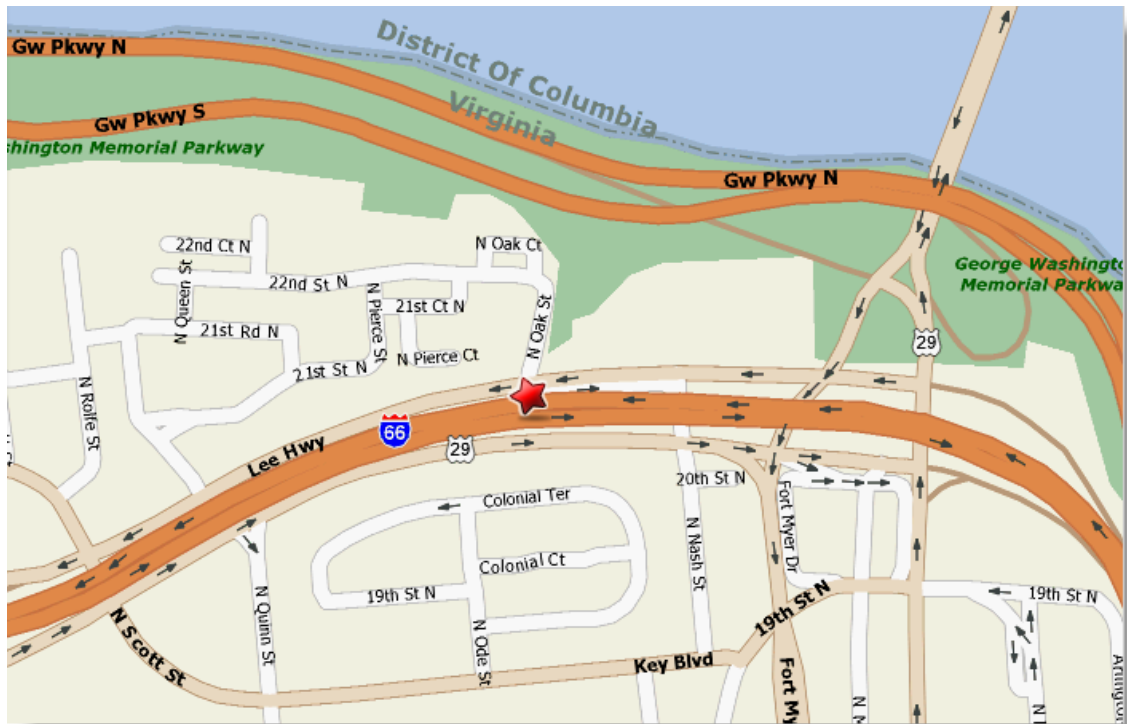 Gw Pkwy N
District Of Columbia
Virginia
Gw Pkwy S
shington Memorial Parkway
Gw Pkwy N
22nd Ct N
N Oak Ct
George Washingto
Memorial Parkwa
N Queen St
22nd St N
N Pierce St
21st Ct N
N Oak St
21st Rd N
29
N Pierce Ct
21st St N
N Rolfe St
66
Lee Hwy
29
20th St N
Fort Myer Dr
Colonial Ter
N Nash St
Colonial Ct
19th St N
N Quinn St
N Ode St
19th St N
19th St N
N Scott St
Key Blvd
Fort My
N M
Arlington